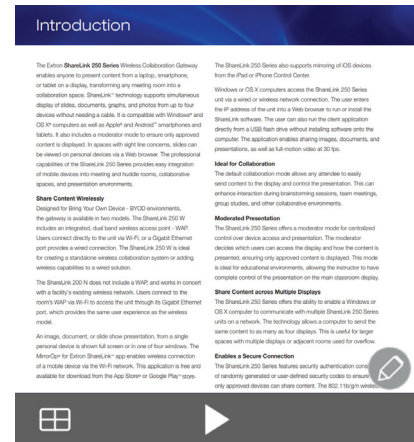 Introduction
The Extron ShareLink 250 Series Wireless Collaboration Gateway
enables anyone to present content from a laptop, smartphone,
or tablet on a display, transforming any meeting room into a
collaboration space. ShareLink™ technology supports simultaneous
display of slides, documents, graphs, and photos from up to four
devices without needing a cable. It is compatible with Windows® and
OS X® computers as well as Apple® and Android™ smartphones and
tablets. It also includes a moderator mode to ensure only approved
content is displayed. In spaces with sight line concerns, slides can
be viewed on personal devices via a Web browser. The professional
capabilities of the ShareLink 250 Series provides easy integration
of mobile devices into meeting and huddle rooms, collaborative
spaces, and presentation environments.
Share Content Wirelessly
Designed for Bring Your Own Device - BYOD environments,
the gateway is available in two models. The ShareLink 250 W
includes an integrated, dual band wireless access point - WAP.
Users connect directly to the unit via Wi-Fi, or a Gigabit Ethernet
port provides a wired connection. The ShareLink 250 W is ideal
for creating a standalone wireless collaboration system or adding
wireless capabilities to a wired solution.
The ShareLink 200 N does not include a WAP, and works in concert
with a facility's existing wireless network. Users connect to the
room's WAP via Wi-Fi to access the unit through its Gigabit Ethernet
port, which provides the same user experience as the wireless
model.
An image, document, or slide show presentation, from a single
personal device is shown full screen or in one of four windows. The
MirrorOp® for Extron ShareLink™ app enables wireless connection
of a mobile device via the Wi-Fi network. This application is free and
available for download from the App Store® or Google Play™ store.
The ShareLink 250 Series also supports mirroring of iOS devices
from the iPad or iPhone Control Center.
Windows or OS X computers access the ShareLink 250 Series
unit via a wired or wireless network connection. The user enters
the IP address of the unit into a Web browser to run or install the
ShareLink software. The user can also run the client application
directly from a USB flash drive without installing software onto the
computer. The application enables sharing images, documents, and
presentations, as well as full-motion video at 30 fps.
Ideal for Collaboration
The default collaboration mode allows any attendee to easily
send content to the display and control the presentation. This can
enhance interaction during brainstorming sessions, team meetings,
group studies, and other collaborative environments.
Moderated Presentation
The ShareLink 250 Series offers a moderator mode for centralized
control over device access and presentation. The moderator
decides which users can access the display and how the content is
presented, ensuring only approved content is displayed. This mode
is ideal for educational environments, allowing the instructor to have
complete control of the presentation on the main classroom display.
Share Content across Multiple Displays
The ShareLink 250 Series offers the ability to enable a Windows or
OS X computer to communicate with multiple ShareLink 250 Series
units on a network. The technology allows a computer to send the
same content to as many as four displays. This is useful for larger
spaces with multiple displays or adjacent rooms used for overflow.
Enables a Secure Connection
The ShareLink 250 Series features security authentication
of randomly generated or user-defined security codes to ensure
only approved devices can share content. The 802.11b/g/n